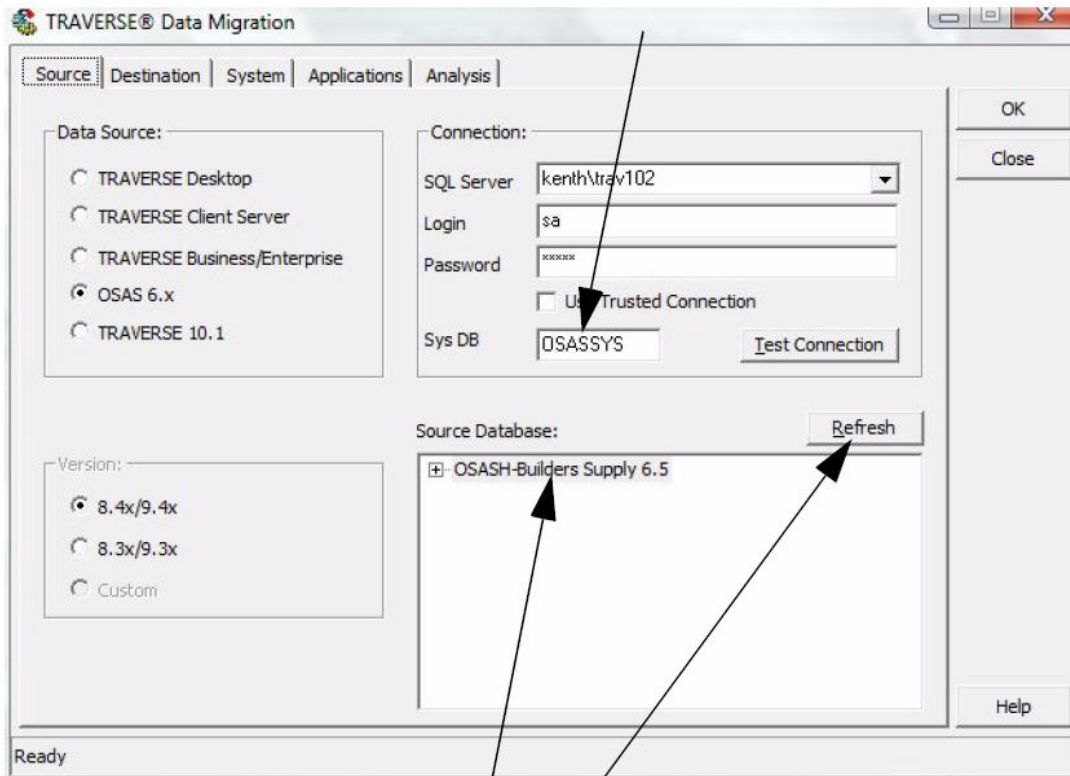 TRAVERSE® Data Migration
Source
Destination
System
Applications
Analysis
OK
Close
Data Source:
TRAVERSE Desktop
TRAVERSE Client Server
TRAVERSE Business/Enterprise
OSAS 6.x
TRAVERSE 10.1
Connection:
SQL Server
kenth\trav102
Login
sa
Password
xxxxx
Use Trusted Connection
Sys DB
OSASSYS
Test Connection
Version:
8.4x/9.4x
8.3x/9.3x
Custom
Source Database:
Refresh
OSASH-Builders Supply 6.5
Help
Ready